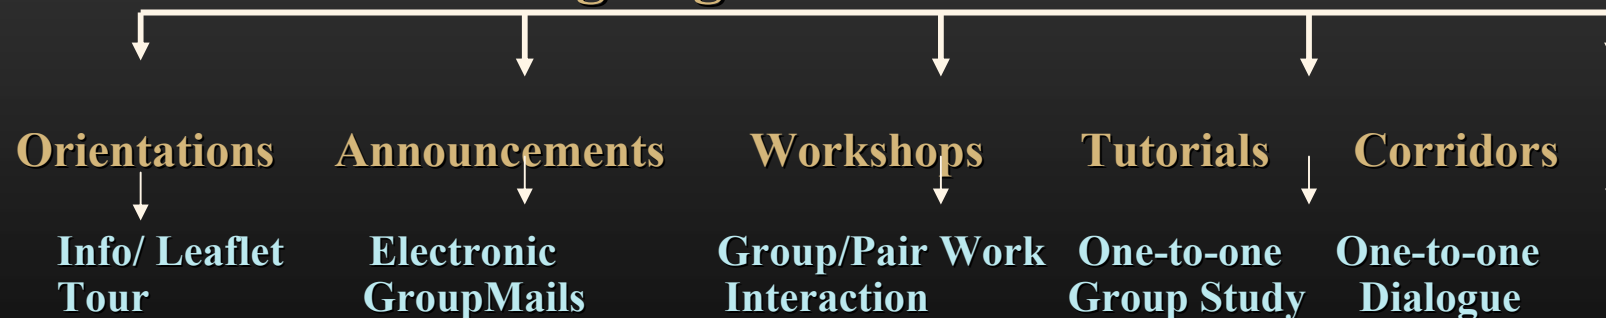 Orientations Announcements Workshops Tutorials Corridors
Info/ Leaflet Electronic Group/Pair Work One-to-one One-to-one
Tour GroupMails Interaction Group Study Dialogue